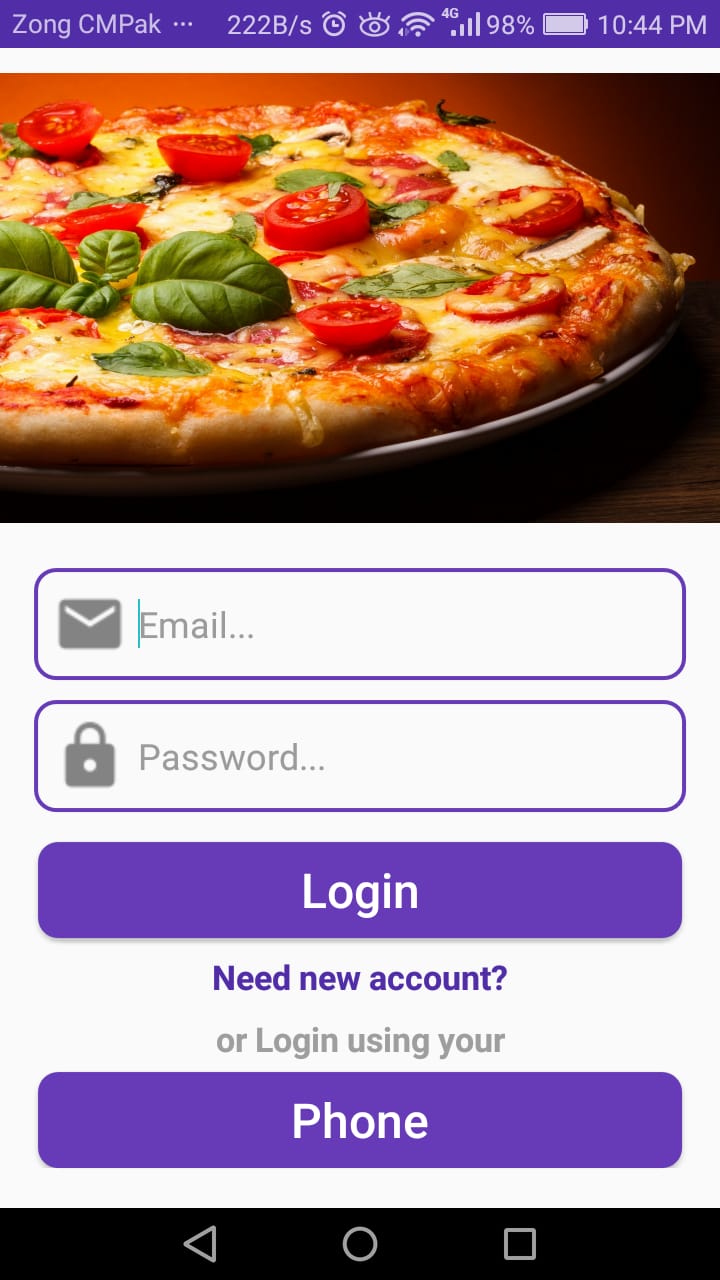 Zong CMPak ··· 222B/s 4G 98% 10:44 PM
Email...
Password...
Login
Need new account?
or Login using your
Phone